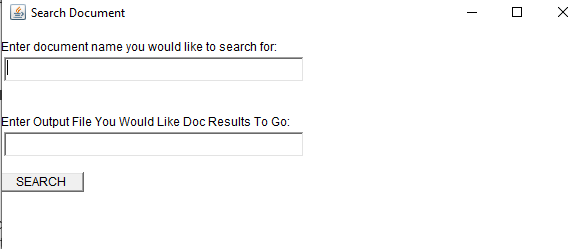 Search Document
Enter document name you would like to search for:
Enter Output File You Would Like Doc Results To Go:
SEARCH